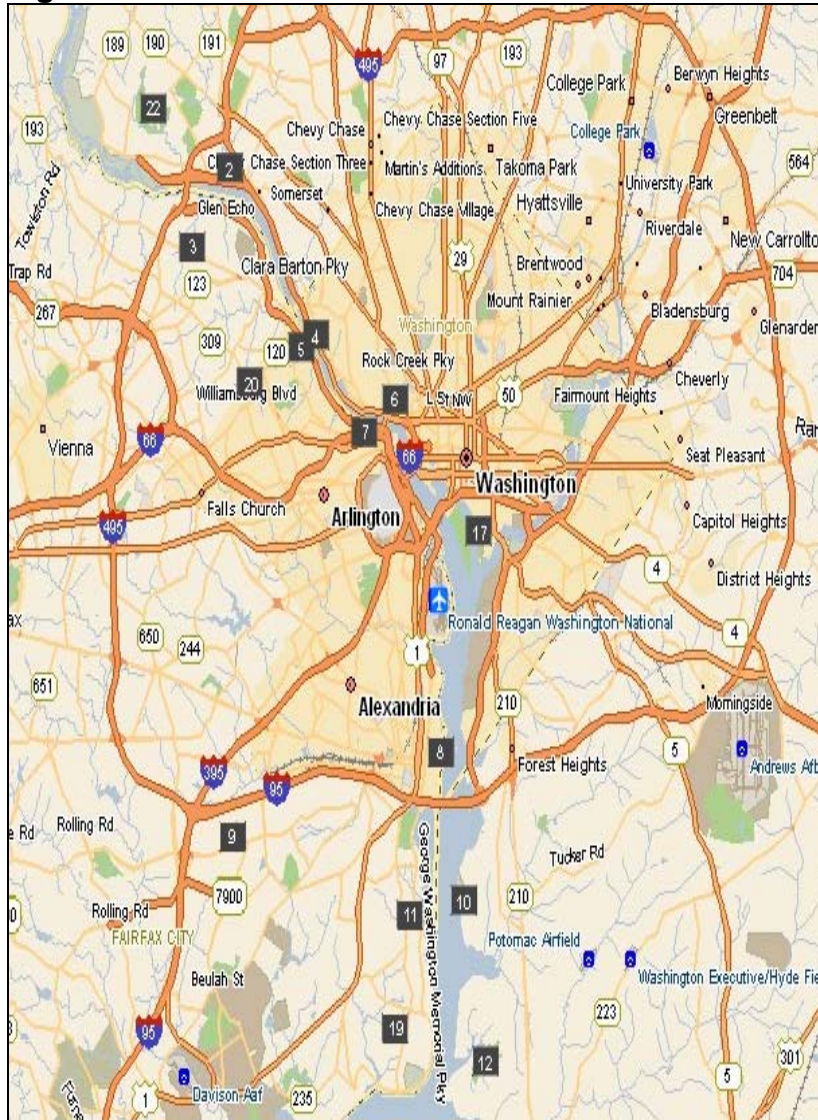 189
190
191
193
97
495
College Park
Berwyn Heights
Greenbelt
22
193
Chevy Chase
Chevy Chase Section Five
College Park
564
2
Chase Section Three
Martin's Additions
Takoma Park
University Park
Towlston Rd
Somerset
Glen Echo
Chevy Chase Village
Hyattsville
Riverdale
3
29
New Carrollto
Trap Rd
123
Clara Barton Pky
Brentwood
704
267
Mount Rainier
Bladensburg
309
120
5
4
Washington
Glenarden
Rock Creek Pky
20
Williamsburg Blvd
6
L St NW
50
Cheverly
Fairmount Heights
66
Vienna
7
66
Seat Pleasant
Washington
Falls Church
Arlington
495
17
Capitol Heights
4
District Heights
Ronald Reagan Washington National
650
244
1
4
651
Alexandria
210
Morningside
8
5
Forest Heights
Andrews Afb
395
95
Rolling Rd
9
e Rd
Tucker Rd
7900
Rolling Rd
11
10
210
FAIRFAX CITY
George Washington Memorial Pky
Potomac Airfield
Beulah St
Washington Executive/Hyde Fie
223
95
19
12
301
5
Davison Aaf
1
235